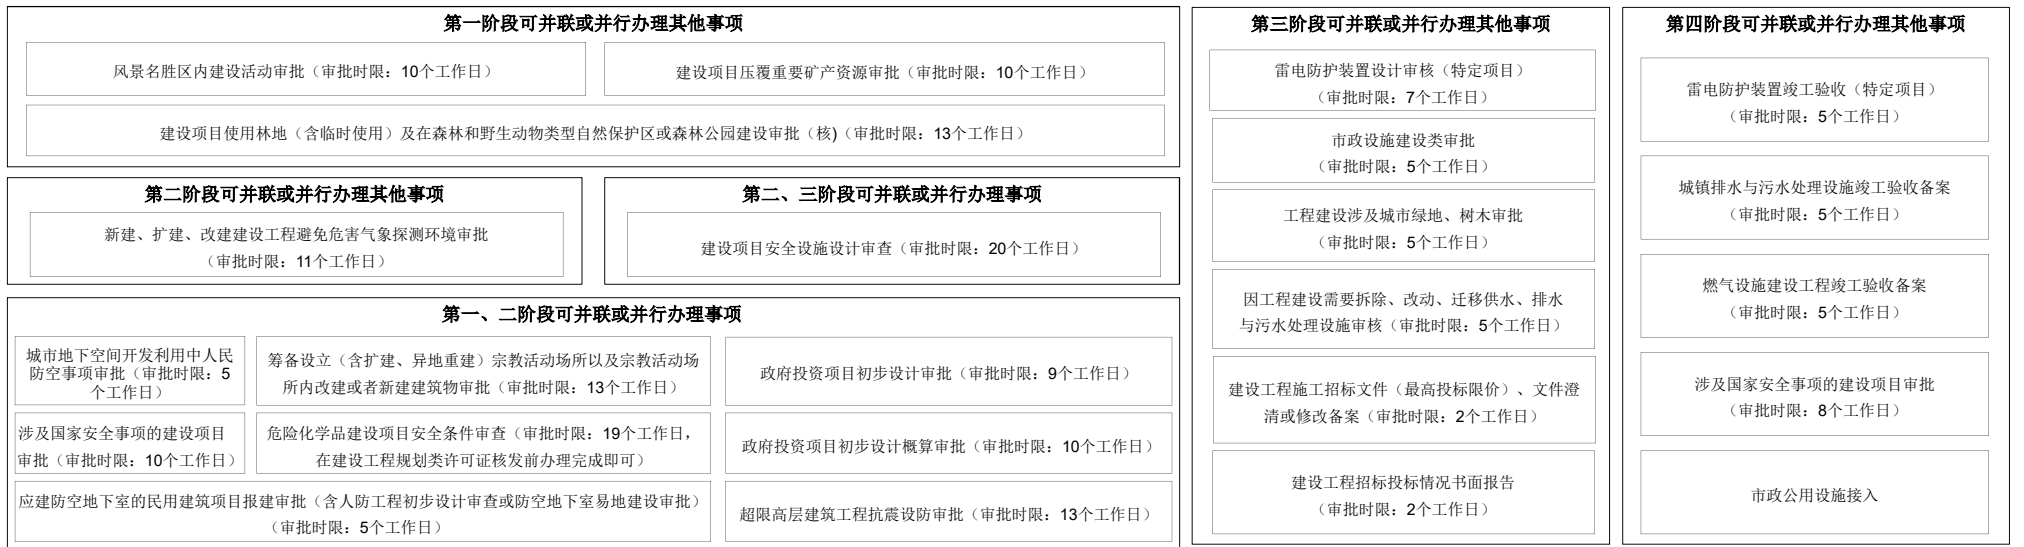 第一阶段可并联或并行办理其他事项
风景名胜区内建设活动审批（审批时限：10个工作日）
建设项目压覆重要矿产资源审批（审批时限：10个工作日）
建设项目使用林地（含临时使用）及在森林和野生动物类型自然保护区或森林公园建设审批（核)（审批时限：13个工作日）
第二阶段可并联或并行办理其他事项
新建、扩建、改建建设工程避免危害气象探测环境审批
（审批时限：11个工作日）
第二、三阶段可并联或并行办理事项
建设项目安全设施设计审查（审批时限：20个工作日）
第一、二阶段可并联或并行办理事项
城市地下空间开发利用中人民
防空事项审批（审批时限：5
个工作日）
筹备设立（含扩建、异地重建）宗教活动场所以及宗教活动场
所内改建或者新建建筑物审批（审批时限：13个工作日）
政府投资项目初步设计审批（审批时限：9个工作日）
涉及国家安全事项的建设项目
审批（审批时限：10个工作日）
危险化学品建设项目安全条件审查（审批时限：19个工作日，
在建设工程规划类许可证核发前办理完成即可）
政府投资项目初步设计概算审批（审批时限：10个工作日）
应建防空地下室的民用建筑项目报建审批（含人防工程初步设计审查或防空地下室易地建设审批）
（审批时限：5个工作日）
超限高层建筑工程抗震设防审批（审批时限：13个工作日）
第三阶段可并联或并行办理其他事项
雷电防护装置设计审核（特定项目）
（审批时限：7个工作日）
市政设施建设类审批
（审批时限：5个工作日）
工程建设涉及城市绿地、树木审批
（审批时限：5个工作日）
因工程建设需要拆除、改动、迁移供水、排水
与污水处理设施审核（审批时限：5个工作日）
建设工程施工招标文件（最高投标限价）、文件澄
清或修改备案（审批时限：2个工作日）
建设工程招标投标情况书面报告
（审批时限：2个工作日）
第四阶段可并联或并行办理其他事项
雷电防护装置竣工验收（特定项目）
（审批时限：5个工作日）
城镇排水与污水处理设施竣工验收备案
（审批时限：5个工作日）
燃气设施建设工程竣工验收备案
（审批时限：5个工作日）
涉及国家安全事项的建设项目审批
（审批时限：8个工作日）
市政公用设施接入